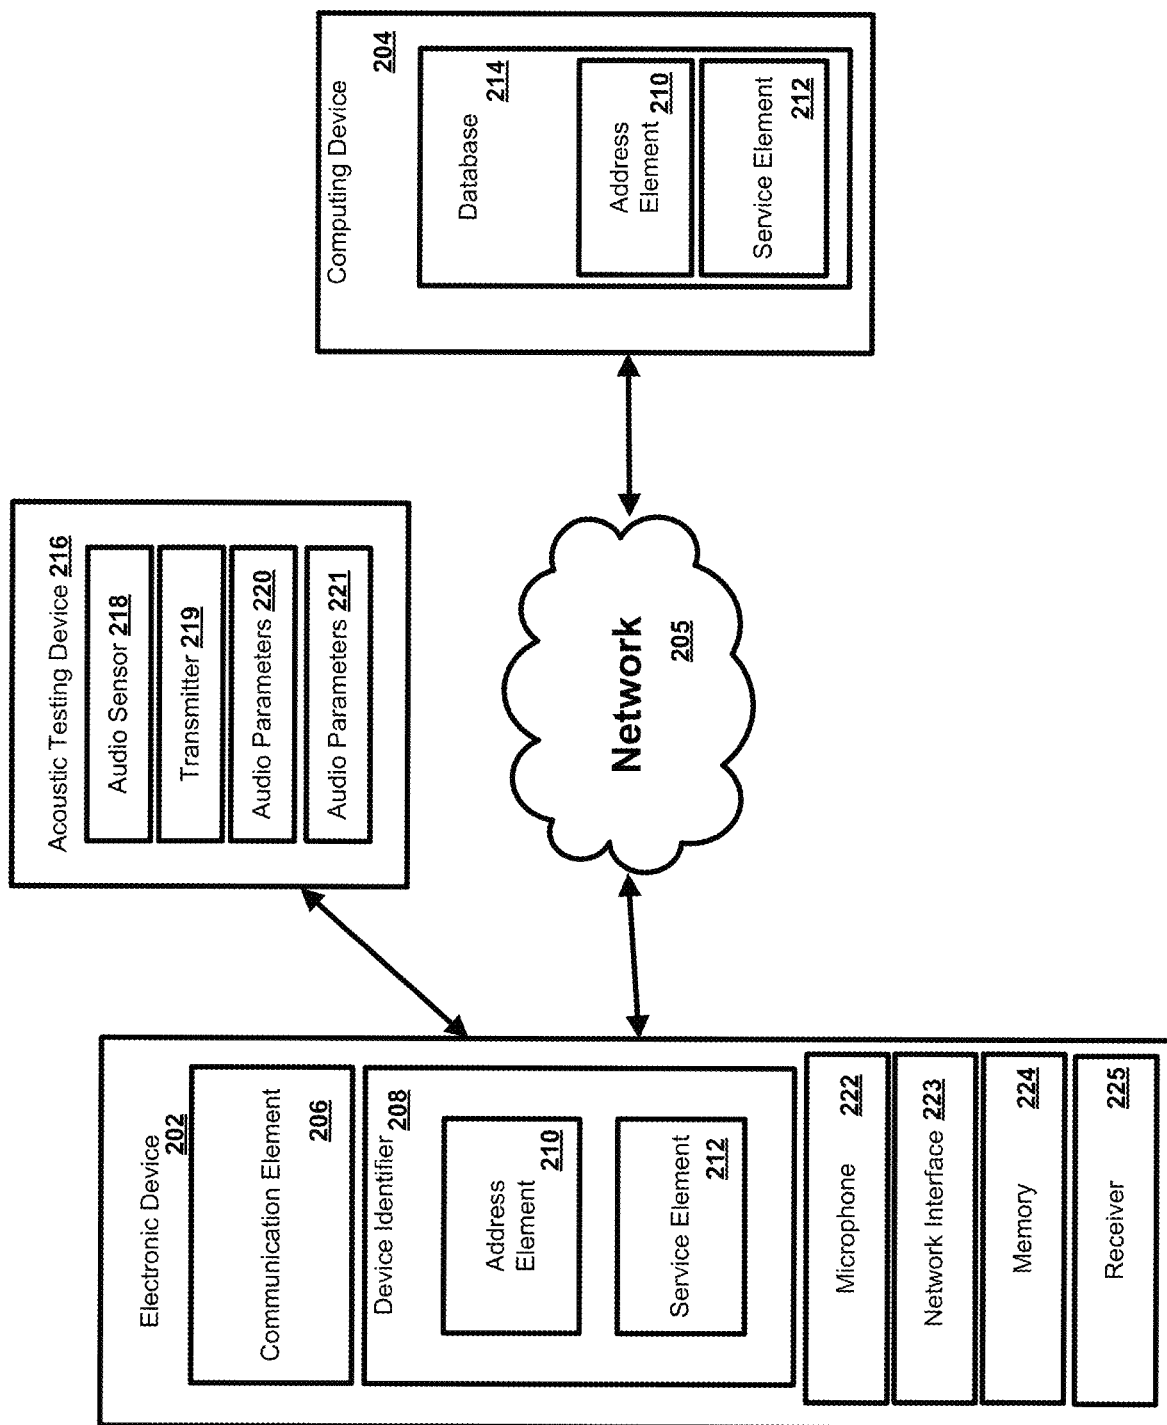 Electronic Device
202
Communication Element
206
Device Identifier
208
Address
Element
210
Service Element
212
Microphone
222
Network Interface 223
Memory
224
Receiver
225
Acoustic Testing Device 216
Audio Sensor 218
Transmitter 219
Audio Parameters 220
Audio Parameters 221
Network
205
Computing Device
204
Database
214
Address
Element 210
Service Element
212